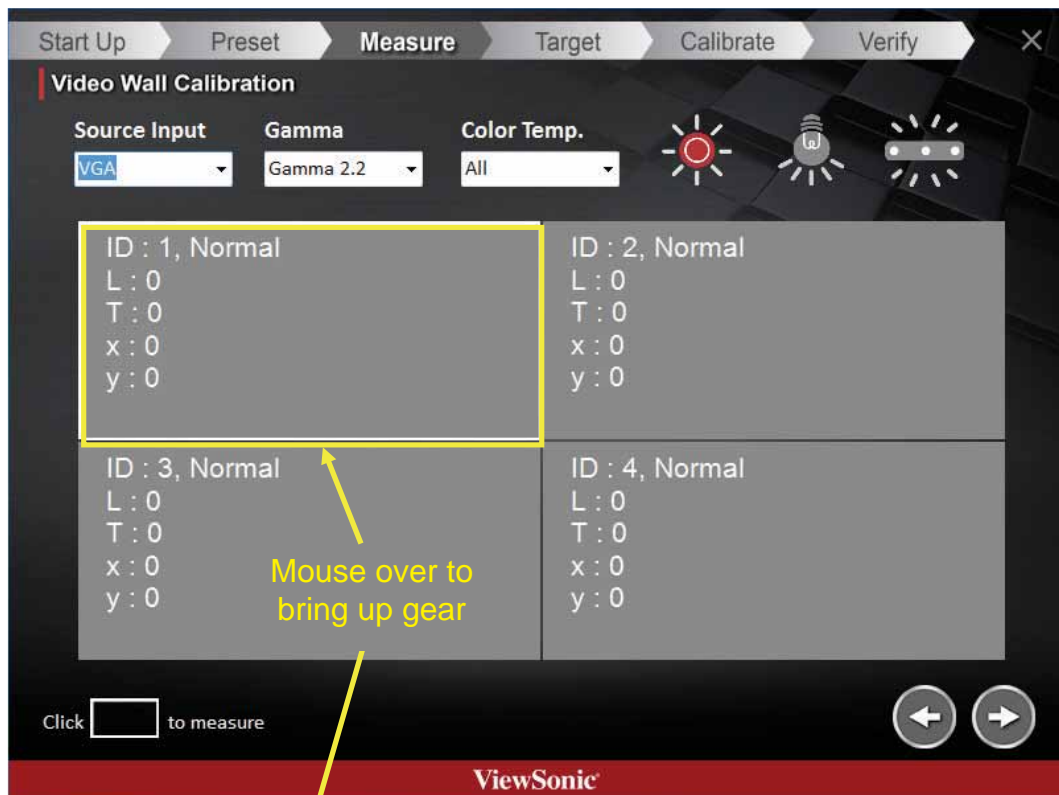 Start Up Preset Measure Target Calibrate Verify
Video Wall Calibration
Source Input Gamma Color Temp.
VGA Gamma 2.2 All
ID : 1, Normal
L : 0
T : 0
x : 0
y : 0
ID : 2, Normal
L : 0
T : 0
x : 0
y : 0
ID : 3, Normal
L : 0
T : 0
x : 0
y : 0
Mouse over to
bring up gear
ID : 4, Normal
L : 0
T : 0
x : 0
y : 0
Click to measure
ViewSonic